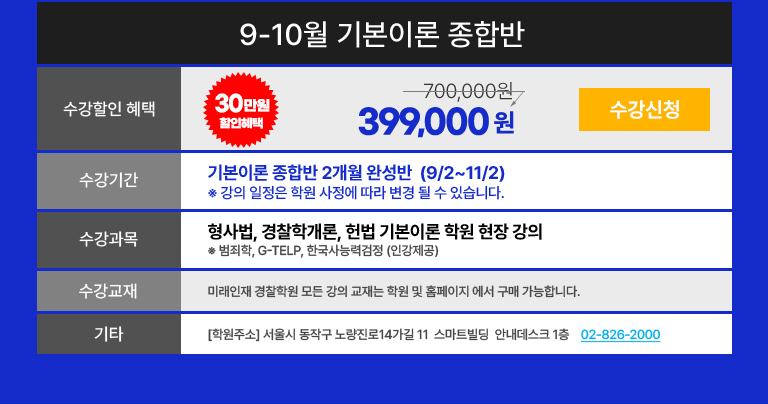 9-10월 기본이론 종합반
수강할인 혜택
30만원
할인혜택
700,000원
399,000 원
수강신청
수강기간
기본이론 종합반 2개월 완성반 (9/2~11/2)
※ 강의 일정은 학원 사정에 따라 변경 될 수 있습니다.
수강과목
형사법, 경찰학개론, 헌법 기본이론 학원 현장 강의
※ 범죄학, G-TELP, 한국사능력검정 (인강제공)
수강교재
미래인재 경찰학원 모든 강의 교재는 학원 및 홈페이지 에서 구매 가능합니다.
기타
[학원주소] 서울시 동작구 노량진로14가길 11 스마트빌딩 안내데스크 1층 02-826-2000